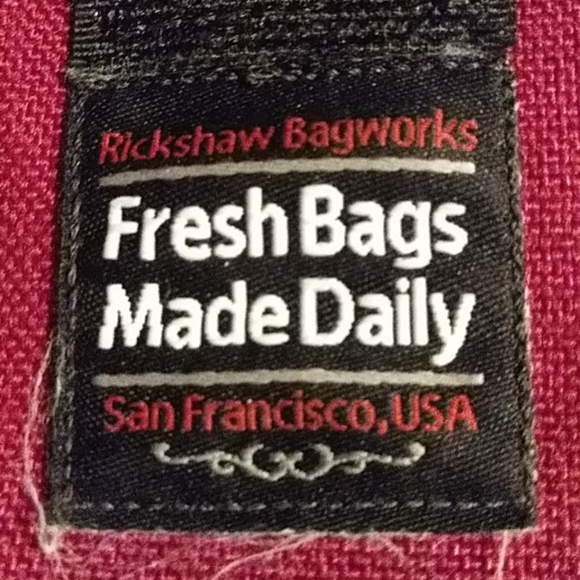 Rickshaw Bagworks
Fresh Bags
Made Daily
San Francisco, USA